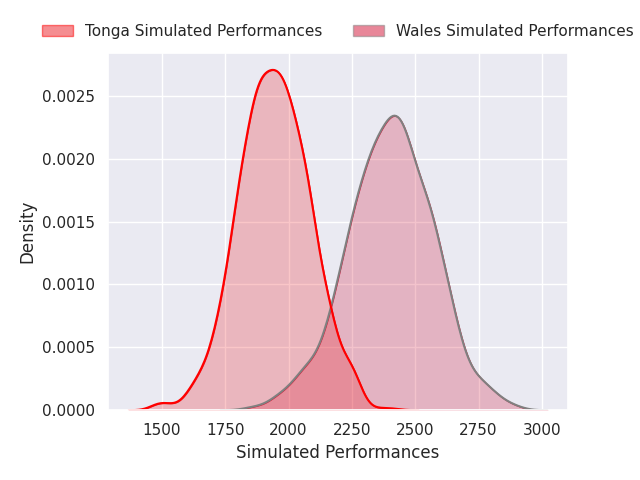 Tonga Simulated Performances
Wales Simulated Performances
Density
0.0025
0.0020
0.0015
0.0010
0.0005
0.0000
1500 1750 2000 2250 2500 2750 3000
Simulated Performances